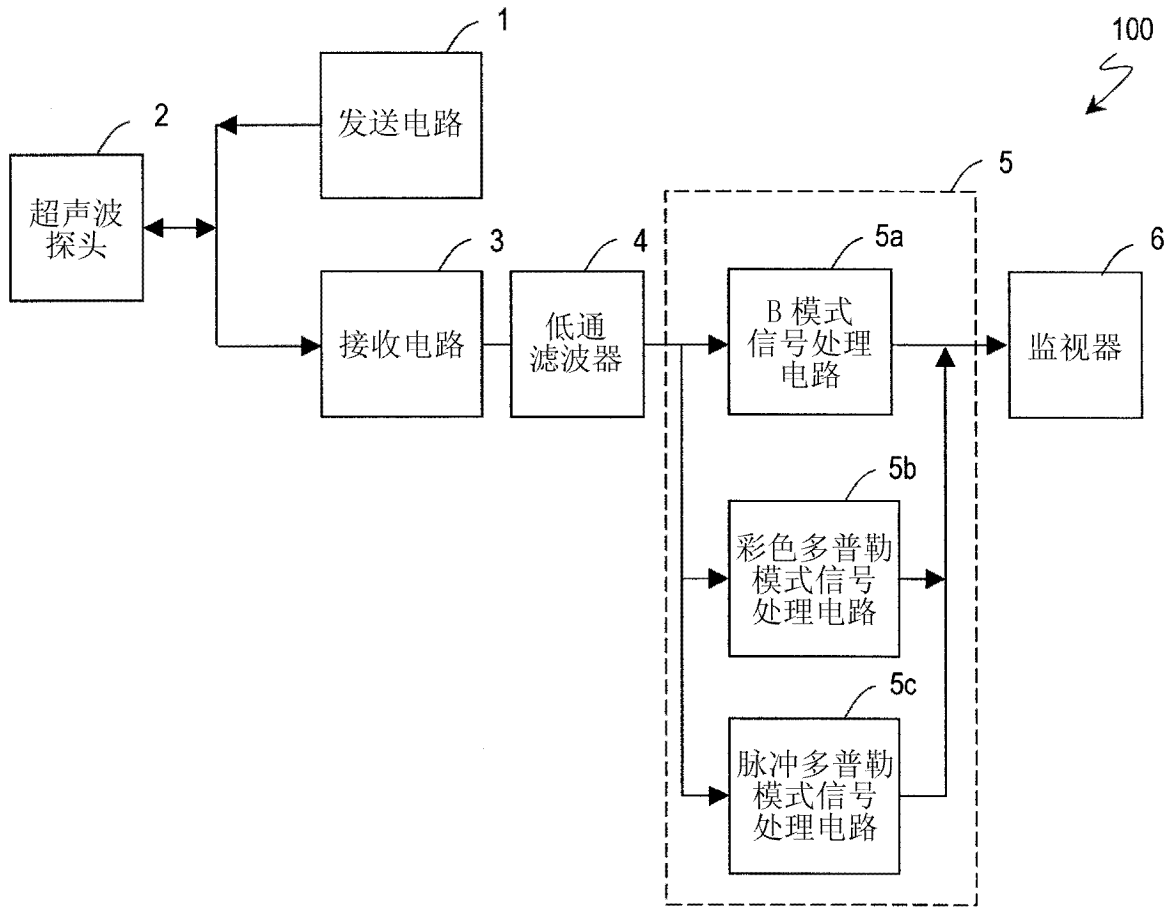 100
1
发送电路
2
超声波
探头
3
接收电路
4
低通
滤波器
5
5a
B 模式
信号处理
电路
5b
彩色多普勒
模式信号
处理电路
5c
脉冲多普勒
模式信号
处理电路
6
监视器